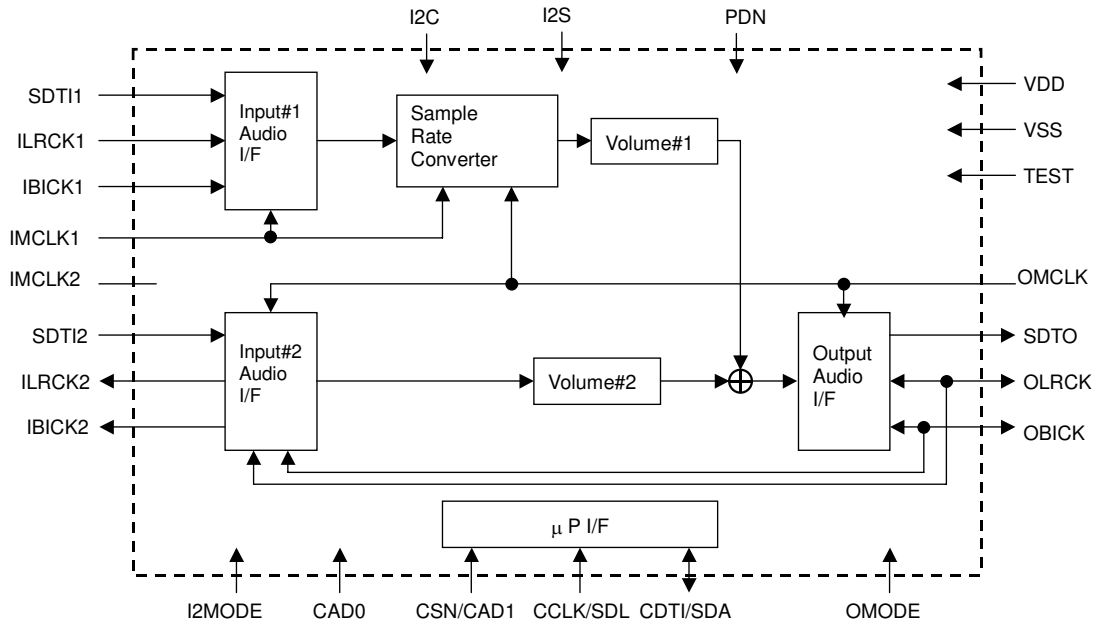 I2C
I2S
PDN
SDTI1
ILRCK1
IBICK1
IMCLK1
IMCLK2
SDTI2
ILRCK2
IBICK2
Input#1
Audio
I/F
Sample
Rate
Converter
Volume#1
VDD
VSS
TEST
OMCLK
SDTO
OLRCK
OBICK
Input#2
Audio
I/F
Volume#2
Output
Audio
I/F
μ P I/F
I2MODE
CAD0
CSN/CAD1
CCLK/SDL
CDTI/SDA
OMODE